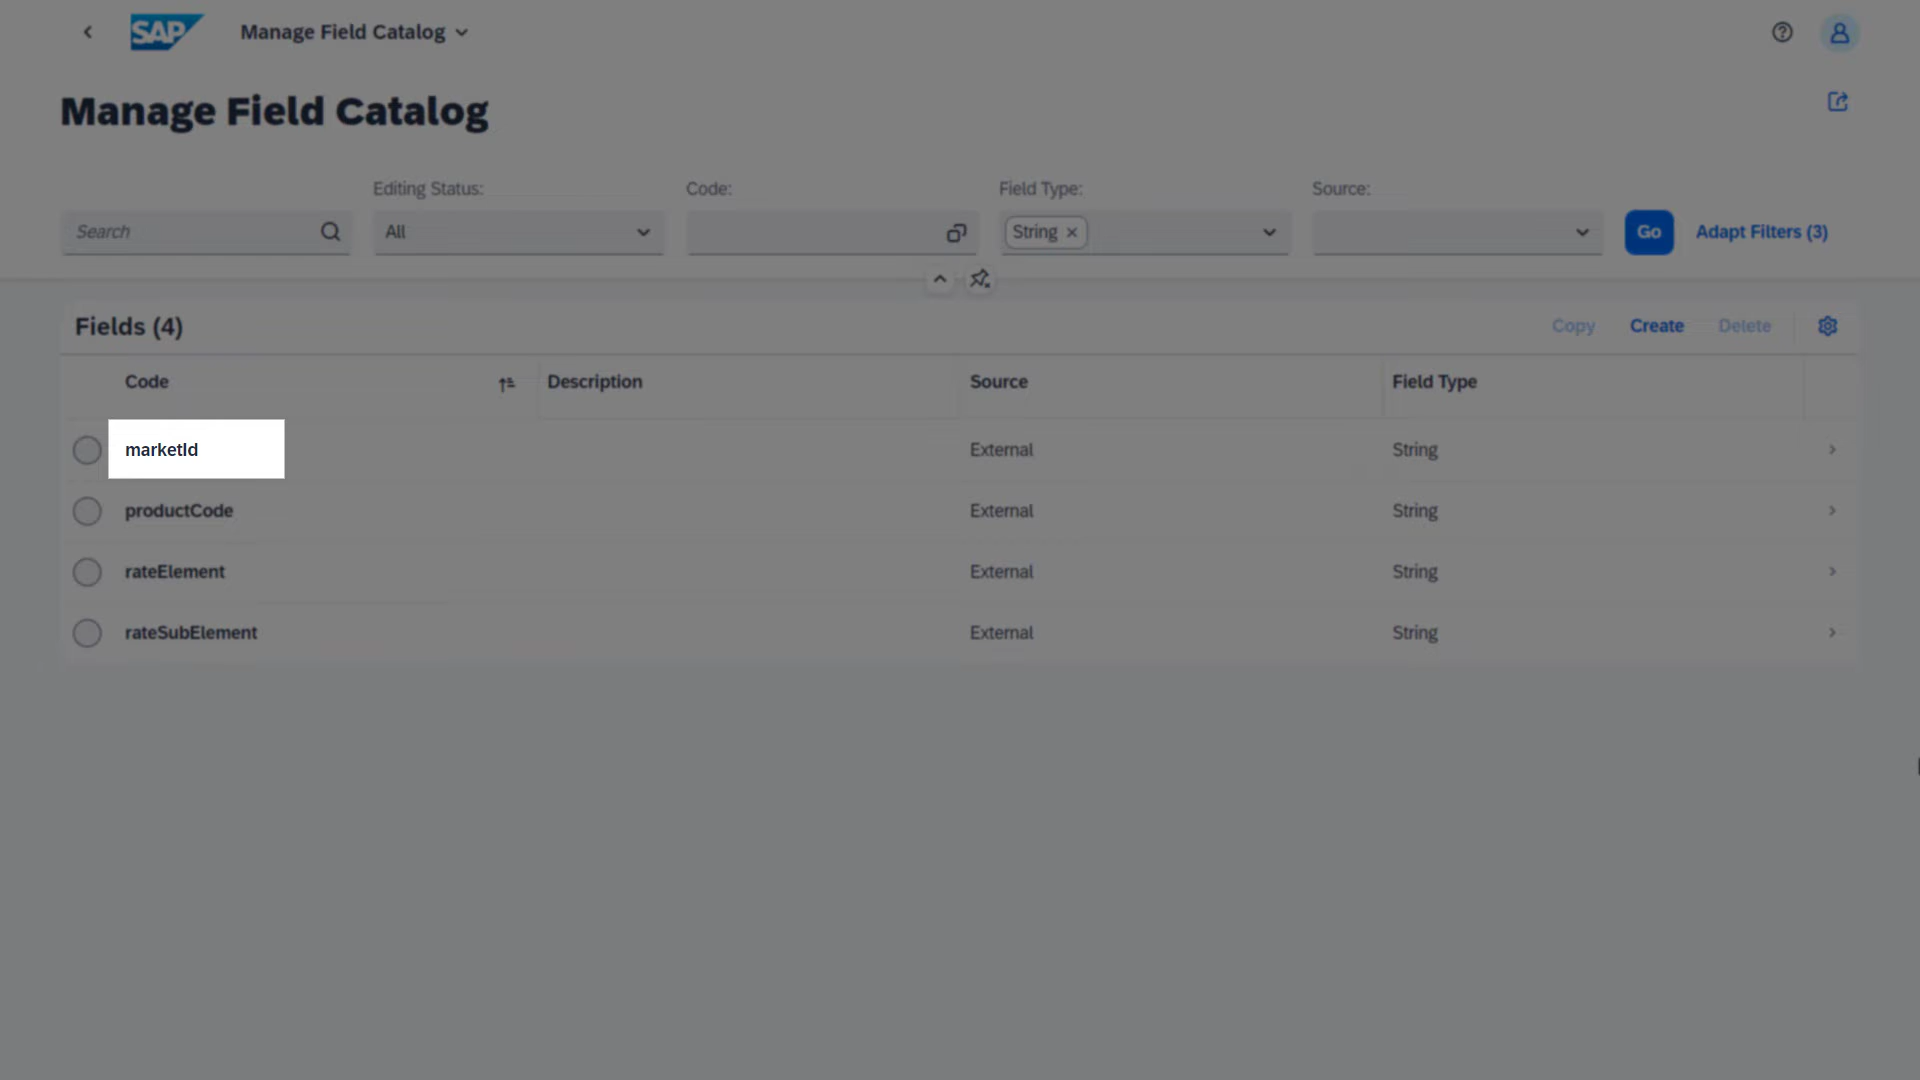 SAP Manage Field Catalog
Manage Field Catalog
Editing Status: Code: Field Type: Source:
Search All String Go Adapt Filters (3)
Fields (4) Copy Create Delete
Code Description Source Field Type
marketId External String
productCode External String
rateElement External String
rateSubElement External String